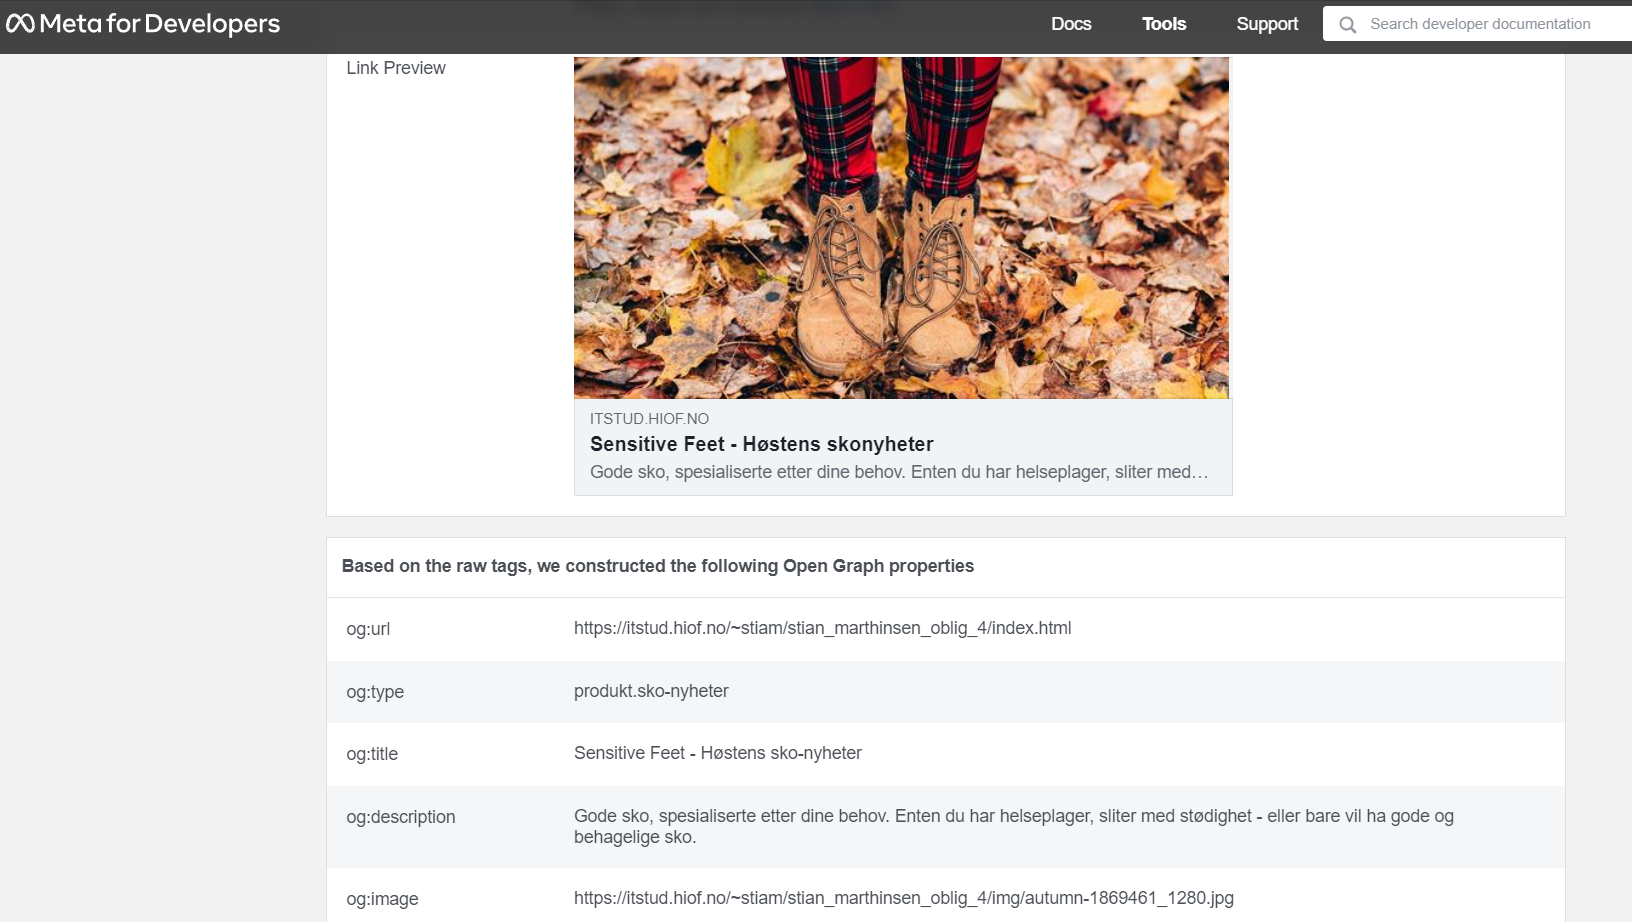 Meta for Developers
Docs
Tools
Support
Search developer documentation
Link Preview
ITSTUD.HIOF.NO
Sensitive Feet - Høstens skonyheter
Gode sko, spesialiserte etter dine behov. Enten du har helseplager, sliter med…
Based on the raw tags, we constructed the following Open Graph properties
og:url
https://itstud.hiof.no/~stiam/stian_marthinsen_oblig_4/index.html
og:type
produkt.sko-nyheter
og:title
Sensitive Feet - Høstens sko-nyheter
og:description
Gode sko, spesialiserte etter dine behov. Enten du har helseplager, sliter med stødighet - eller bare vil ha gode og
behagelige sko.
og:image
https://itstud.hiof.no/~stiam/stian_marthinsen_oblig_4/img/autumn-1869461_1280.jpg